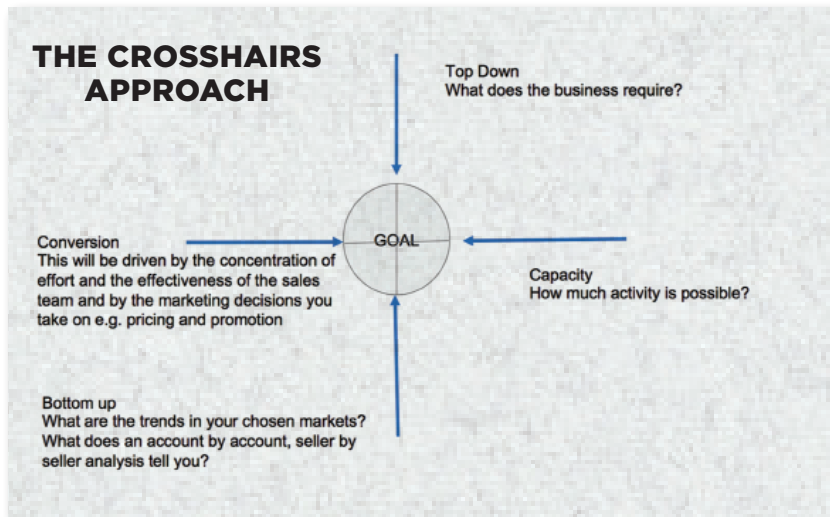 THE CROSSHAIRS
APPROACH
Top Down
What does the business require?
GOAL
Conversion
This will be driven by the concentration of
effort and the effectiveness of the sales
team and by the marketing decisions you
take on e.g. pricing and promotion
Capacity
How much activity is possible?
Bottom up
What are the trends in your chosen markets?
What does an account by account, seller by
seller analysis tell you?